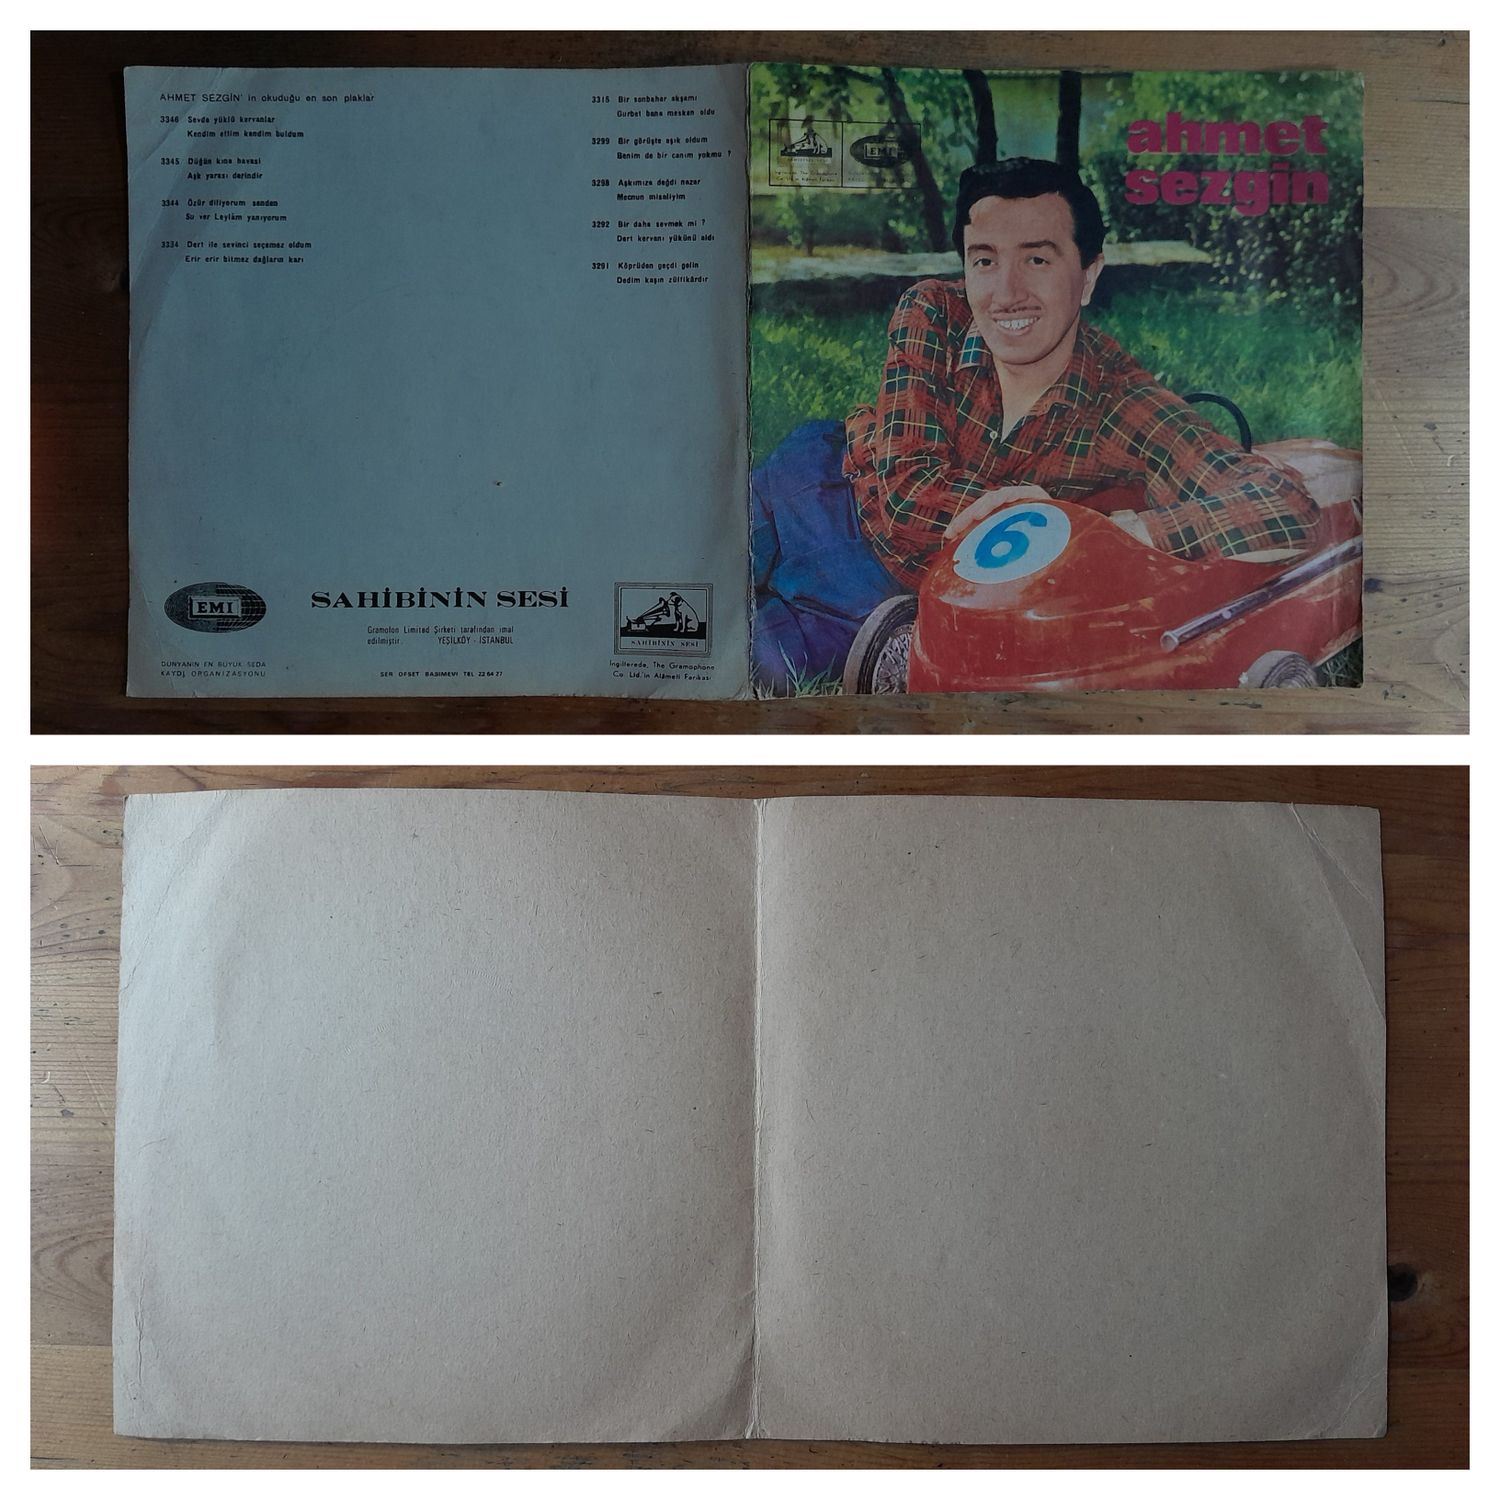 AHMET SEZGİN' in okuduğu en son plaklar
3346 Sevda yüklü kervanlar
Kendim ettim kendim buldum
3345 Düğün kına havası
Aşk yarası derindir
3344 Özür diliyorum senden
Su ver Leylâm yanıyorum
3334 Dert ile sevinci seçemez oldum
Erir erir bitmez dağların karı
3315 Bir sonbahar akşamı
Gurbet bana mesken oldu
3299 Bir görüşte aşık oldum
Benim de bir canım yokmu ?
3298 Aşkımıza değdi nazar
Mecnun misaliyim
3292 Bir daha sevmek mi ?
Dert kervanı yükünü aldı
3291 Köprüden geçdi gelin
Dedim kaşın zülfikârdır
EMI
DÜNYANIN EN BÜYÜK SEDA
KAYDI ORGANİZASYONU
SAHİBİNİN SESİ
Gramofon Limited Şirketi tarafından imal
edilmiştir. YEŞİLKÖY - İSTANBUL
SER OFSET BASIMEVİ TEL 22 64 27
SAHİBİNİN SESİ
İngilterede, The Gramophone
Co. Ltd.'in Alâmeti Farikası
ahmet
sezgin
EMI
6